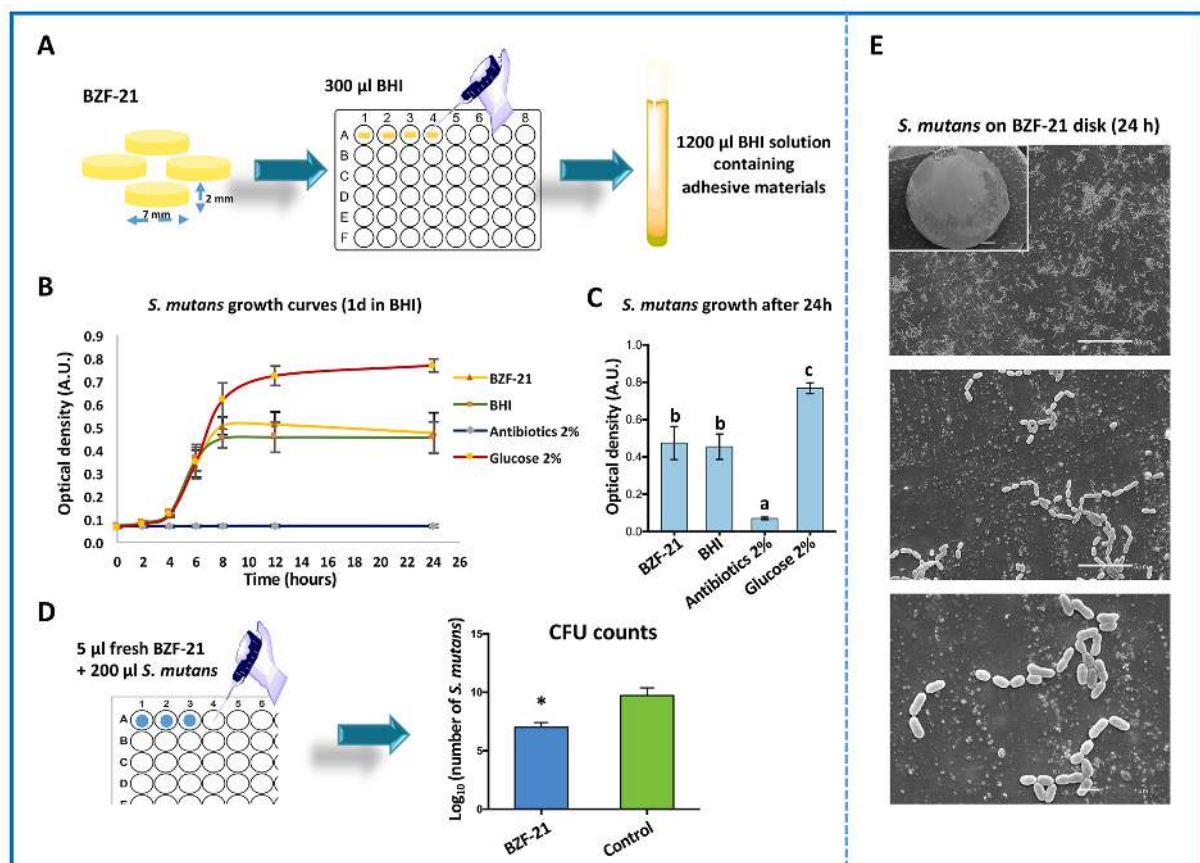 A
BZF-21
7 mm
2 mm
300 µl BHI
1 2 3 4 5 6 8
A
B
C
D
E
F
1200 µl BHI solution
containing
adhesive materials
B
S. mutans growth curves (1d in BHI)
Optical density (A.U.)
0.9
0.8
0.7
0.6
0.5
0.4
0.3
0.2
0.1
0.0
0 2 4 6 8 10 12 14 16 18 20 22 24 26
Time (hours)
BZF-21
BHI
Antibiotics 2%
Glucose 2%
C
S. mutans growth after 24h
Optical density (A.U.)
1.0
0.8
0.6
0.4
0.2
0.0
b
b
a
c
BZF-21
BHI
Antibiotics 2%
Glucose 2%
D
5 µl fresh BZF-21
+ 200 µl S. mutans
1 2 3 4 5 6
A
B
C
D
CFU counts
Log10 (number of S. mutans)
15
10
5
0
*
BZF-21
Control
E
S. mutans on BZF-21 disk (24 h)